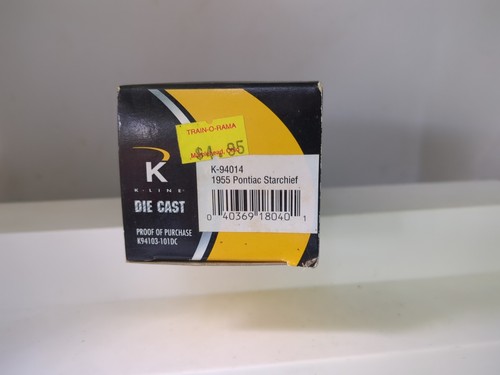 TRAIN-O-RAMA
$4.95
K
K-LINE
DIE CAST
PROOF OF PURCHASE
K94103-101DC
K-94014
1955 Pontiac Starchief
0 40369 18040 1